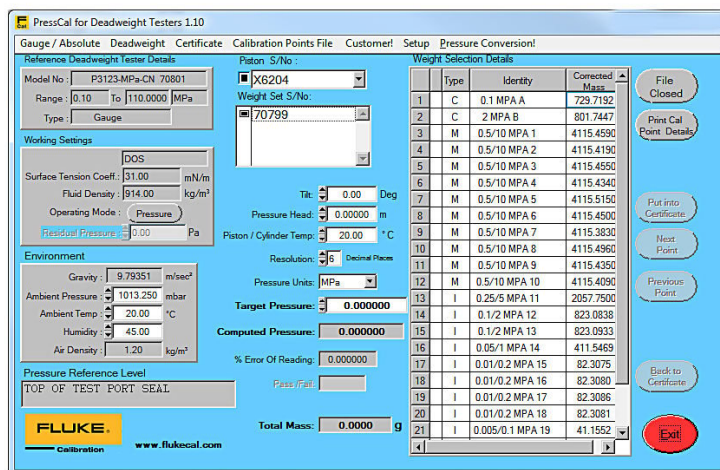 PressCal for Deadweight Testers 1.10
Gauge / Absolute Deadweight Certificate Calibration Points File Customer! Setup Pressure Conversion!
Reference Deadweight Tester Details
Model No : P3123-MPa-CN 70801
Range : 0.10 To 110.0000 MPa
Type : Gauge
Working Settings
DOS
Surface Tension Coeff.: 31.00 mN/m
Fluid Density : 914.00 kg/m³
Operating Mode : Pressure
Residual Pressure : 0.00 Pa
Environment
Gravity : 9.79351 m/sec²
Ambient Pressure : 1013.250 mbar
Ambient Temp : 20.00 °C
Humidity : 45.00
Air Density : 1.20 kg/m³
Pressure Reference Level
TOP OF TEST PORT SEAL
FLUKE.
Calibration
www.flukecal.com
Piston S/No :
X6204
Weight Set S/No:
70799
Tilt: 0.00 Deg
Pressure Head: 0.00000 m
Piston / Cylinder Temp: 20.00 °C
Resolution: 6 Decimal Places
Pressure Units: MPa
Target Pressure: 0.000000
Computed Pressure: 0.000000
% Error Of Reading: 0.000000
Pass /Fail:
Total Mass: 0.0000 g
Weight Selection Details
Type Identity Corrected Mass
1 C 0.1 MPA A 729.7192
2 C 2 MPA B 801.7447
3 M 0.5/10 MPA 1 4115.4590
4 M 0.5/10 MPA 2 4115.4190
5 M 0.5/10 MPA 3 4115.4550
6 M 0.5/10 MPA 4 4115.4340
7 M 0.5/10 MPA 5 4115.5150
8 M 0.5/10 MPA 6 4115.4500
9 M 0.5/10 MPA 7 4115.3830
10 M 0.5/10 MPA 8 4115.4960
11 M 0.5/10 MPA 9 4115.4350
12 M 0.5/10 MPA 10 4115.4090
13 I 0.25/5 MPA 11 2057.7500
14 I 0.1/2 MPA 12 823.0838
15 I 0.1/2 MPA 13 823.0933
16 I 0.05/1 MPA 14 411.5469
17 I 0.01/0.2 MPA 15 82.3075
18 I 0.01/0.2 MPA 16 82.3080
19 I 0.01/0.2 MPA 17 82.3086
20 I 0.01/0.2 MPA 18 82.3081
21 I 0.005/0.1 MPA 19 41.1552
File
Closed
Print Cal
Point Details
Put into
Certificate
Next
Point
Previous
Point
Back to
Certificate
Exit